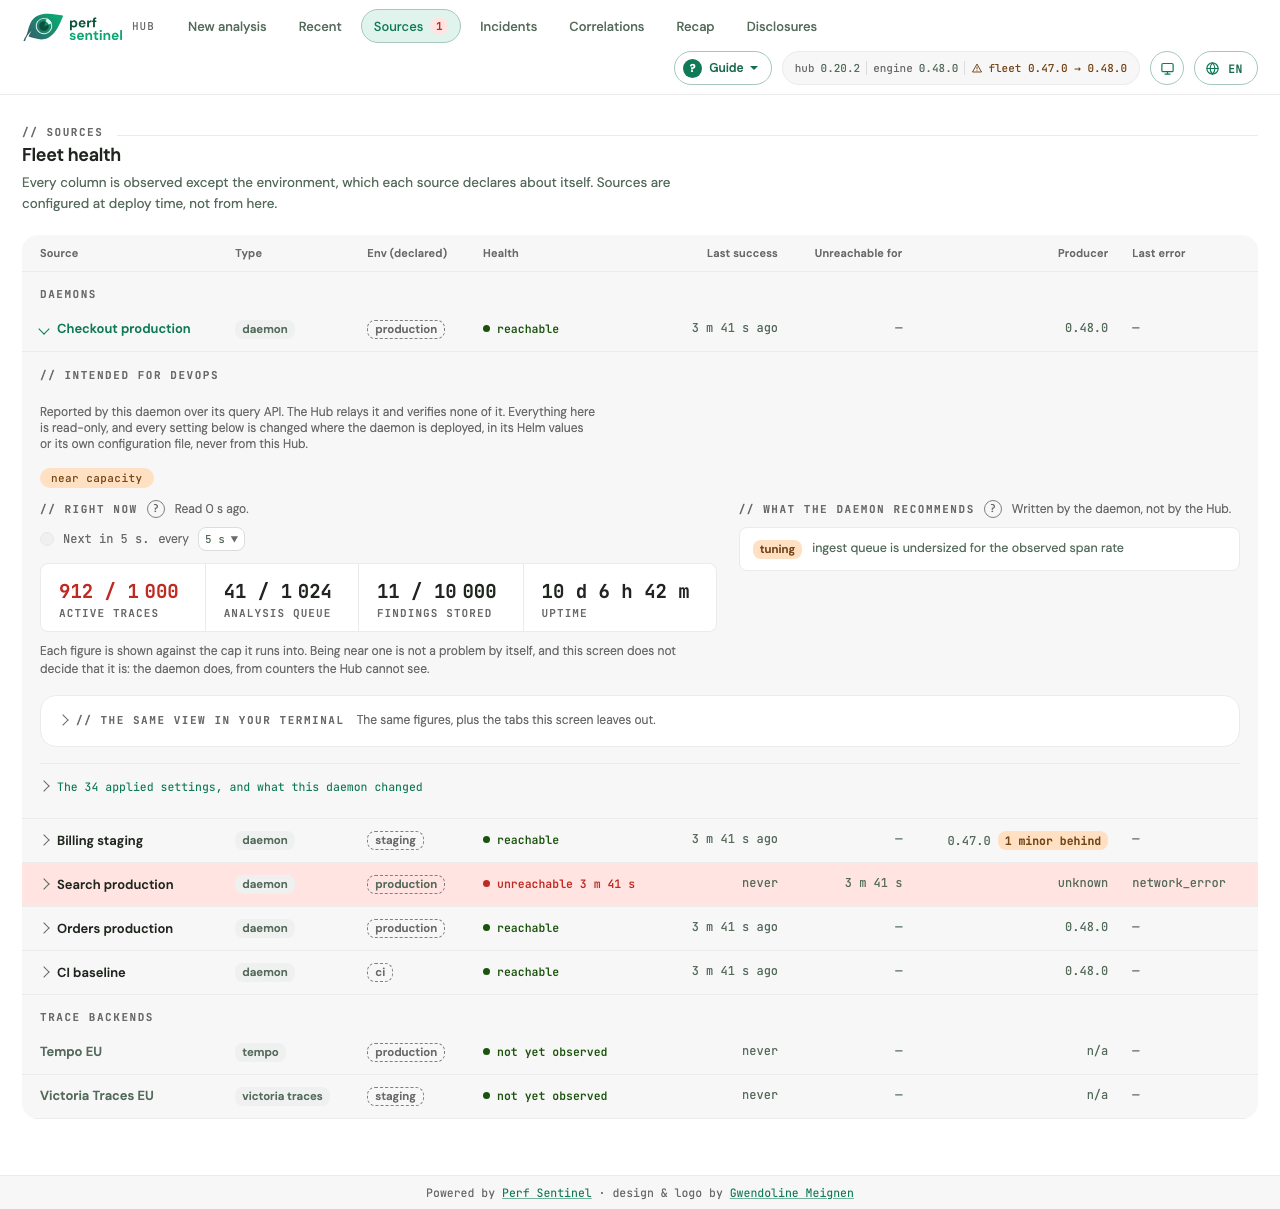 perf sentinel HUB
New analysis Recent Sources 1 Incidents Correlations Recap Disclosures
? Guide hub 0.20.2 engine 0.48.0 fleet 0.47.0 → 0.48.0 EN
// SOURCES
Fleet health
Every column is observed except the environment, which each source declares about itself. Sources are
configured at deploy time, not from here.
Source Type Env (declared) Health Last success Unreachable for Producer Last error
DAEMONS
Checkout production daemon production reachable 3 m 41 s ago — 0.48.0 —
// INTENDED FOR DEVOPS
Reported by this daemon over its query API. The Hub relays it and verifies none of it. Everything here
is read-only, and every setting below is changed where the daemon is deployed, in its Helm values
or its own configuration file, never from this Hub.
near capacity
// RIGHT NOW ? Read 0 s ago.
Next in 5 s. every 5 s ▼
912 / 1 000 41 / 1 024 11 / 10 000 10 d 6 h 42 m
ACTIVE TRACES ANALYSIS QUEUE FINDINGS STORED UPTIME
Each figure is shown against the cap it runs into. Being near one is not a problem by itself, and this screen does not
decide that it is: the daemon does, from counters the Hub cannot see.
// WHAT THE DAEMON RECOMMENDS ? Written by the daemon, not by the Hub.
tuning ingest queue is undersized for the observed span rate
// THE SAME VIEW IN YOUR TERMINAL The same figures, plus the tabs this screen leaves out.
The 34 applied settings, and what this daemon changed
Billing staging daemon staging reachable 3 m 41 s ago — 0.47.0 1 minor behind —
Search production daemon production unreachable 3 m 41 s never 3 m 41 s unknown network_error
Orders production daemon production reachable 3 m 41 s ago — 0.48.0 —
CI baseline daemon ci reachable 3 m 41 s ago — 0.48.0 —
TRACE BACKENDS
Tempo EU tempo production not yet observed never — n/a —
Victoria Traces EU victoria traces staging not yet observed never — n/a —
Powered by Perf Sentinel · design & logo by Gwendoline Meignen